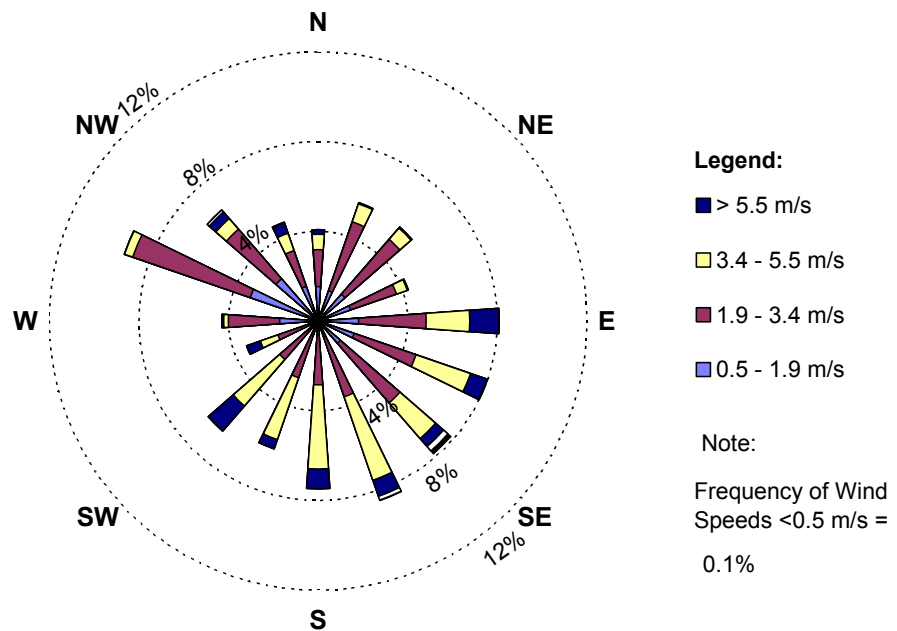 N
12%
NW
NE
8%
4%
W
E
4%
8%
SW
SE
12%
S
Legend:
> 5.5 m/s
3.4 - 5.5 m/s
1.9 - 3.4 m/s
0.5 - 1.9 m/s
Note:
Frequency of Wind
Speeds <0.5 m/s =
0.1%